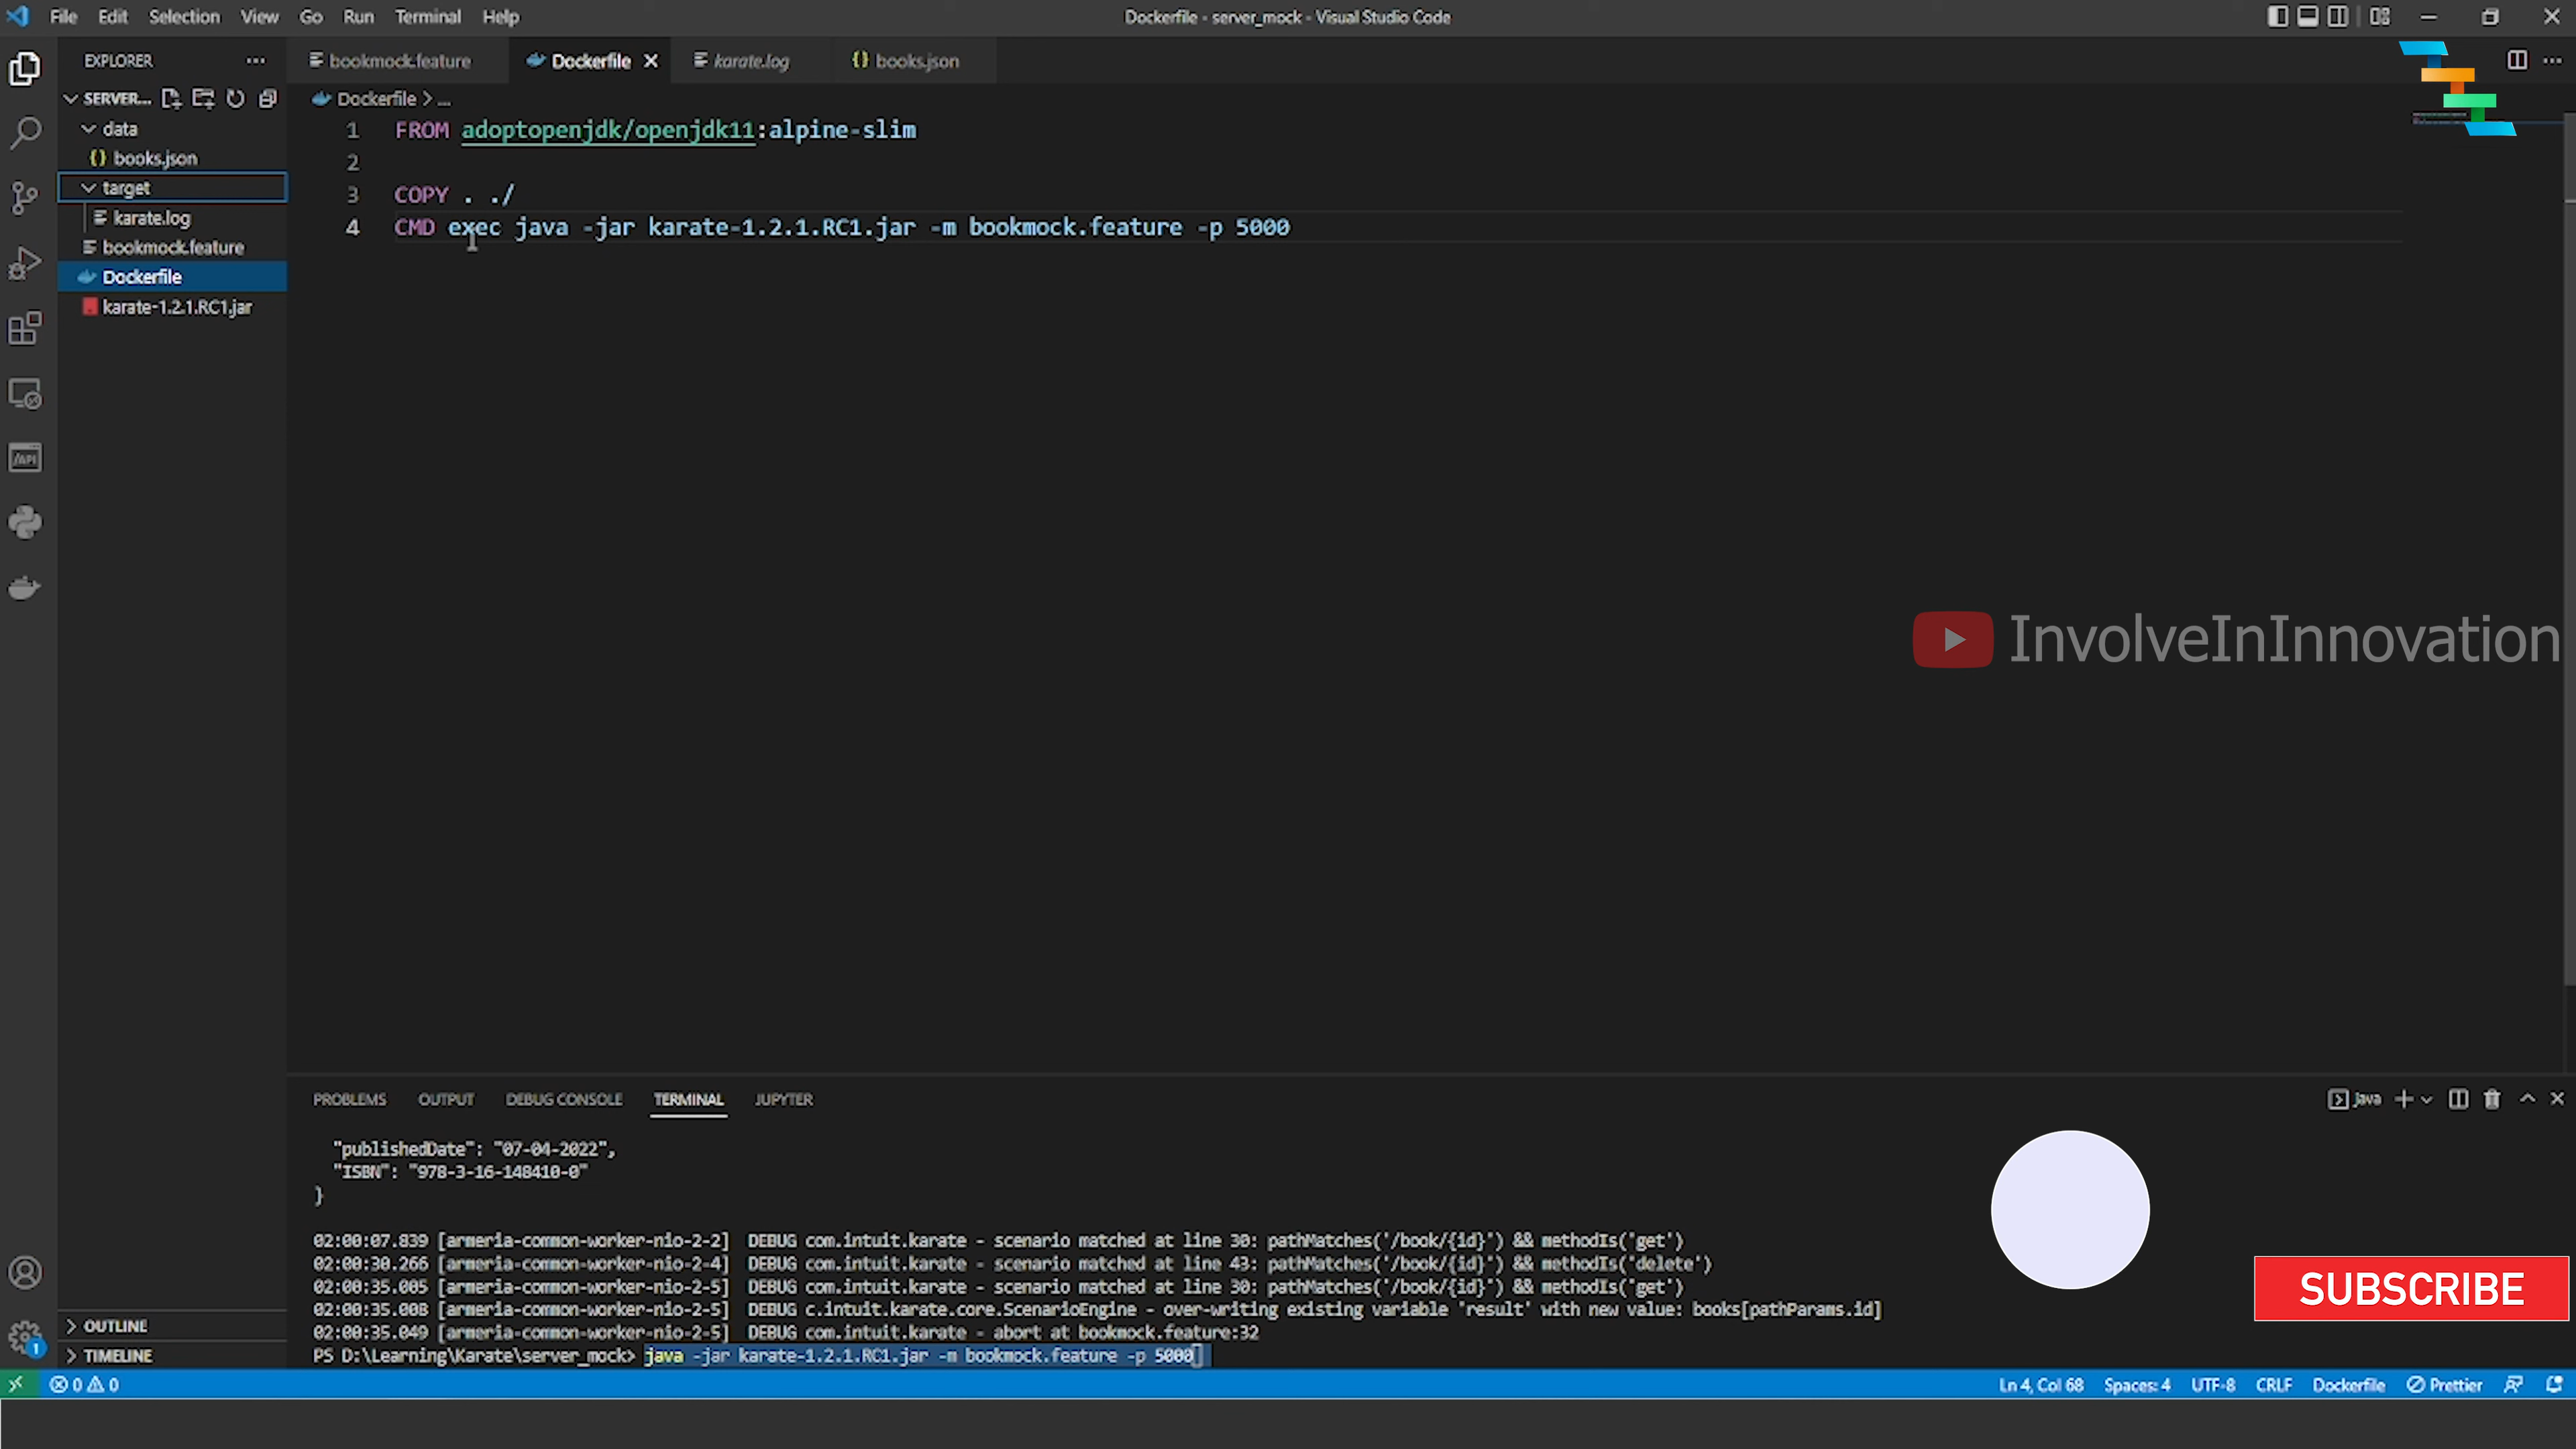 File Edit Selection View Go Run Terminal Help
Dockerfile - server_mock - Visual Studio Code
EXPLORER
bookmock.feature
Dockerfile
karate.log
books.json
SERVER...
Dockerfile > ...
data
books.json
target
karate.log
bookmock.feature
Dockerfile
karate-1.2.1.RC1.jar
1 FROM adoptopenjdk/openjdk11:alpine-slim
2
3 COPY . ./
4 CMD exec java -jar karate-1.2.1.RC1.jar -m bookmock.feature -p 5000
/API
InvolveInInnovation
PROBLEMS OUTPUT DEBUG CONSOLE TERMINAL JUPYTER
java
"publishedDate": "07-04-2022",
"ISBN": "978-3-16-148410-0"
}
02:00:07.839 [armeria-common-worker-nio-2-2] DEBUG com.intuit.karate - scenario matched at line 30: pathMatches('/book/{id}') && methodIs('get')
02:00:30.266 [armeria-common-worker-nio-2-4] DEBUG com.intuit.karate - scenario matched at line 43: pathMatches('/book/{id}') && methodIs('delete')
02:00:35.005 [armeria-common-worker-nio-2-5] DEBUG com.intuit.karate - scenario matched at line 30: pathMatches('/book/{id}') && methodIs('get')
02:00:35.008 [armeria-common-worker-nio-2-5] DEBUG c.intuit.karate.core.ScenarioEngine - over-writing existing variable 'result' with new value: books[pathParams.id]
02:00:35.049 [armeria-common-worker-nio-2-5] DEBUG com.intuit.karate - abort at bookmock.feature:32
PS D:\Learning\Karate\server_mock> java -jar karate-1.2.1.RC1.jar -m bookmock.feature -p 5000
SUBSCRIBE
OUTLINE
TIMELINE
1
0 0
Ln 4, Col 68 Spaces: 4 UTF-8 CRLF Dockerfile Prettier